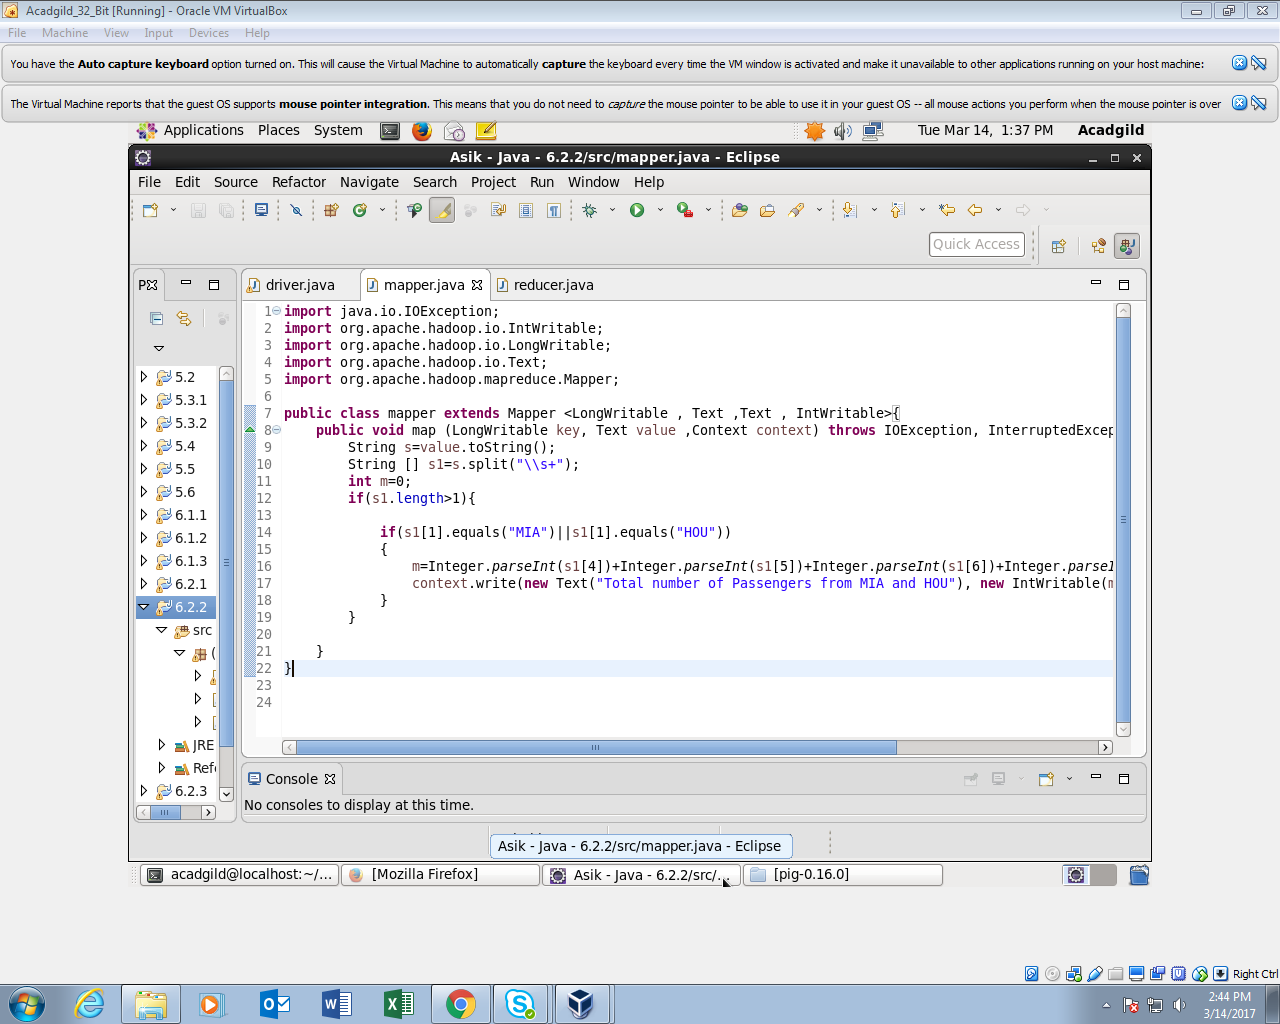 Acadgild_32_Bit [Running] - Oracle VM VirtualBox
File Machine View Input Devices Help
You have the Auto capture keyboard option turned on. This will cause the Virtual Machine to automatically capture the keyboard every time the VM window is activated and make it unavailable to other applications running on your host machine:
The Virtual Machine reports that the guest OS supports mouse pointer integration. This means that you do not need to capture the mouse pointer to be able to use it in your guest OS -- all mouse actions you perform when the mouse pointer is over
Applications Places System Tue Mar 14, 1:37 PM Acadgild
Asik - Java - 6.2.2/src/mapper.java - Eclipse
File Edit Source Refactor Navigate Search Project Run Window Help
Quick Access
P
driver.java mapper.java reducer.java
5.2
5.3.1
5.3.2
5.4
5.5
5.6
6.1.1
6.1.2
6.1.3
6.2.1
6.2.2
src
(
JRE
Refe
6.2.3
1 import java.io.IOException;
2 import org.apache.hadoop.io.IntWritable;
3 import org.apache.hadoop.io.LongWritable;
4 import org.apache.hadoop.io.Text;
5 import org.apache.hadoop.mapreduce.Mapper;
6
7 public class mapper extends Mapper <LongWritable , Text ,Text , IntWritable>{
8 public void map (LongWritable key, Text value ,Context context) throws IOException, InterruptedExcep
9 String s=value.toString();
10 String [] s1=s.split("\\s+");
11 int m=0;
12 if(s1.length>1){
13
14 if(s1[1].equals("MIA")||s1[1].equals("HOU"))
15 {
16 m=Integer.parseInt(s1[4])+Integer.parseInt(s1[5])+Integer.parseInt(s1[6])+Integer.parseI
17 context.write(new Text("Total number of Passengers from MIA and HOU"), new IntWritable(m
18 }
19 }
20
21 }
22 }
23
24
Console
No consoles to display at this time.
Asik - Java - 6.2.2/src/mapper.java - Eclipse
acadgild@localhost:~/... [Mozilla Firefox] Asik - Java - 6.2.2/src/... [pig-0.16.0]
Right Ctrl
2:44 PM
3/14/2017